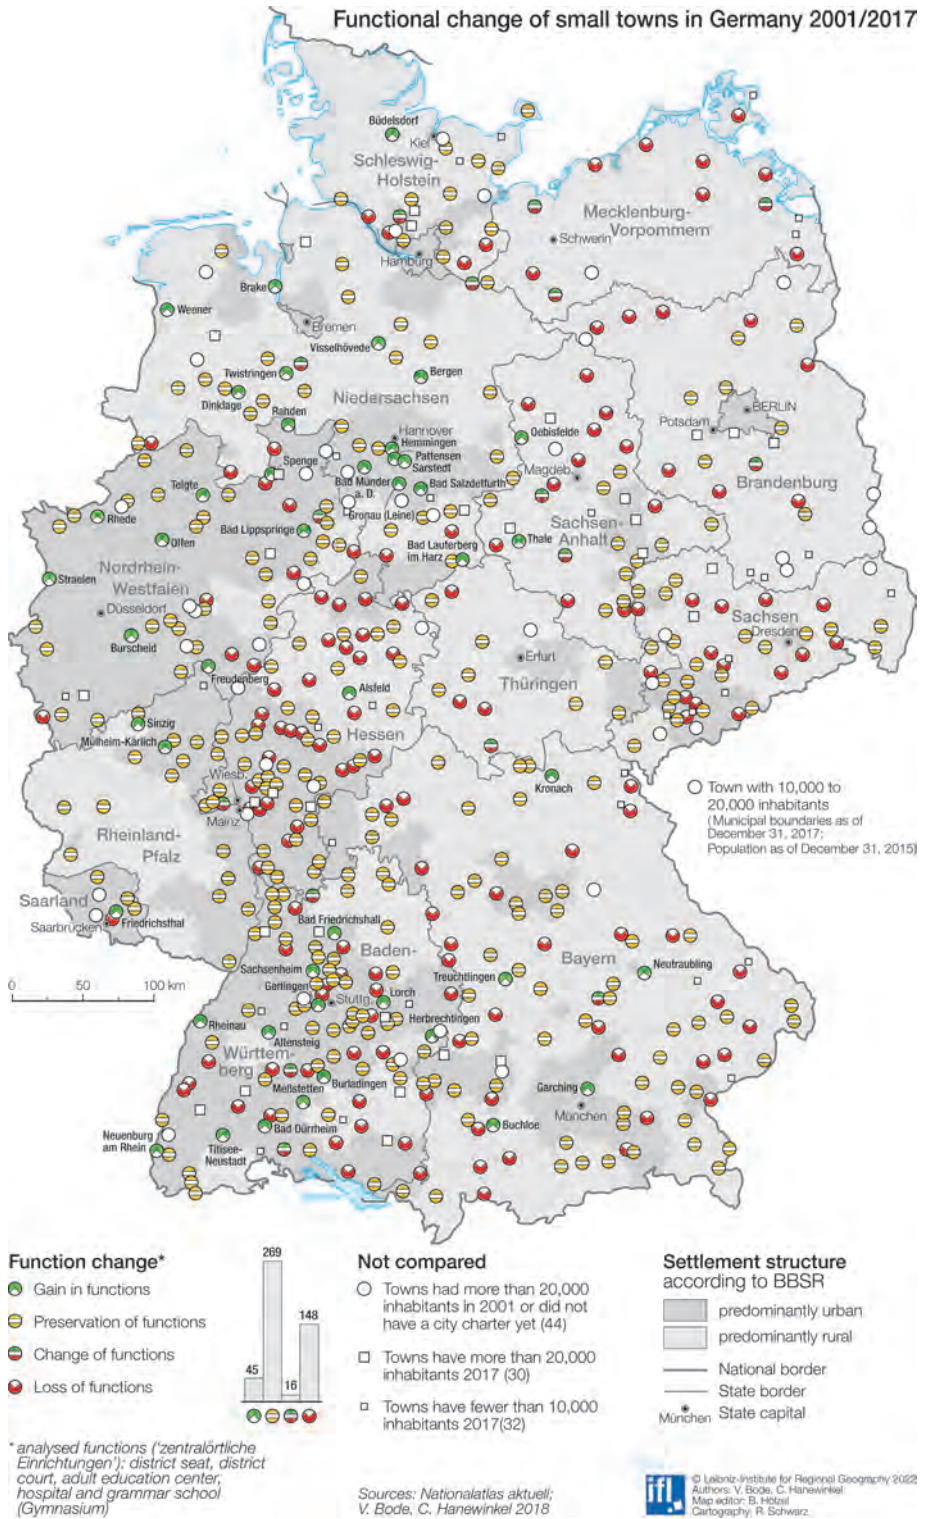 Functional change of small towns in Germany 2001/2017
Büdelsdorf
Kiel
Schleswig-
Holstein
Mecklenburg-
Vorpommern
Schwerin
Hamburg
Brake
Weener
Bremen
Visselhövede
Twistringen
Bergen
Dinklage
Niedersachsen
Rahden
BERLIN
Potsdam
Hannover
Hemmingen
Pattensen
Sarstedt
Oebisfelde
Spenge
Magdeb.
Bad Münder
a. D.
Bad Salzdetfurth
Brandenburg
Telgte
Gronau (Leine)
Rhede
Bad Lippspringe
Sachsen-
Anhalt
Olfen
Bad Lauterberg
im Harz
Thale
Straelen
Nordrhein-
Westfalen
Düsseldorf
Sachsen
Dresden
Burscheid
Erfurt
Freudenberg
Thüringen
Alsfeld
Sinzig
Hessen
Mülheim-Kärlich
Wiesb.
Kronach
Mainz
Rheinland-
Pfalz
Town with 10,000 to
20,000 inhabitants
(Municipal boundaries as of
December 31, 2017;
Population as of December 31, 2015)
Saarland
Saarbrücken
Friedrichsthal
Bad Friedrichshall
Baden-
Bayern
Neutraubling
Sachsenheim
Treuchtlingen
Gerlingen
Lorch
Stuttg.
0 50 100 km
Herbrechtingen
Rheinau
Altensteig
Württem-
berg
Burladingen
Meßstetten
Garching
München
Buchloe
Bad Dürrheim
Neuenburg
am Rhein
Titisee-
Neustadt
Function change*
Gain in functions
Preservation of functions
Change of functions
Loss of functions
45
269
16
148
* analysed functions ('zentralörtliche
Einrichtungen'): district seat, district
court, adult education center,
hospital and grammar school
(Gymnasium)
Not compared
Towns had more than 20,000
inhabitants in 2001 or did not
have a city charter yet (44)
Towns have more than 20,000
inhabitants 2017 (30)
Towns have fewer than 10,000
inhabitants 2017(32)
Sources: Nationalatlas aktuell;
V. Bode, C. Hanewinkel 2018
Settlement structure
according to BBSR
predominantly urban
predominantly rural
National border
State border
München State capital
ifl
© Leibniz-Institute for Regional Geography 2022
Authors: V. Bode, C. Hanewinkel
Map editor: B. Hölzel
Cartography: R. Schwarz